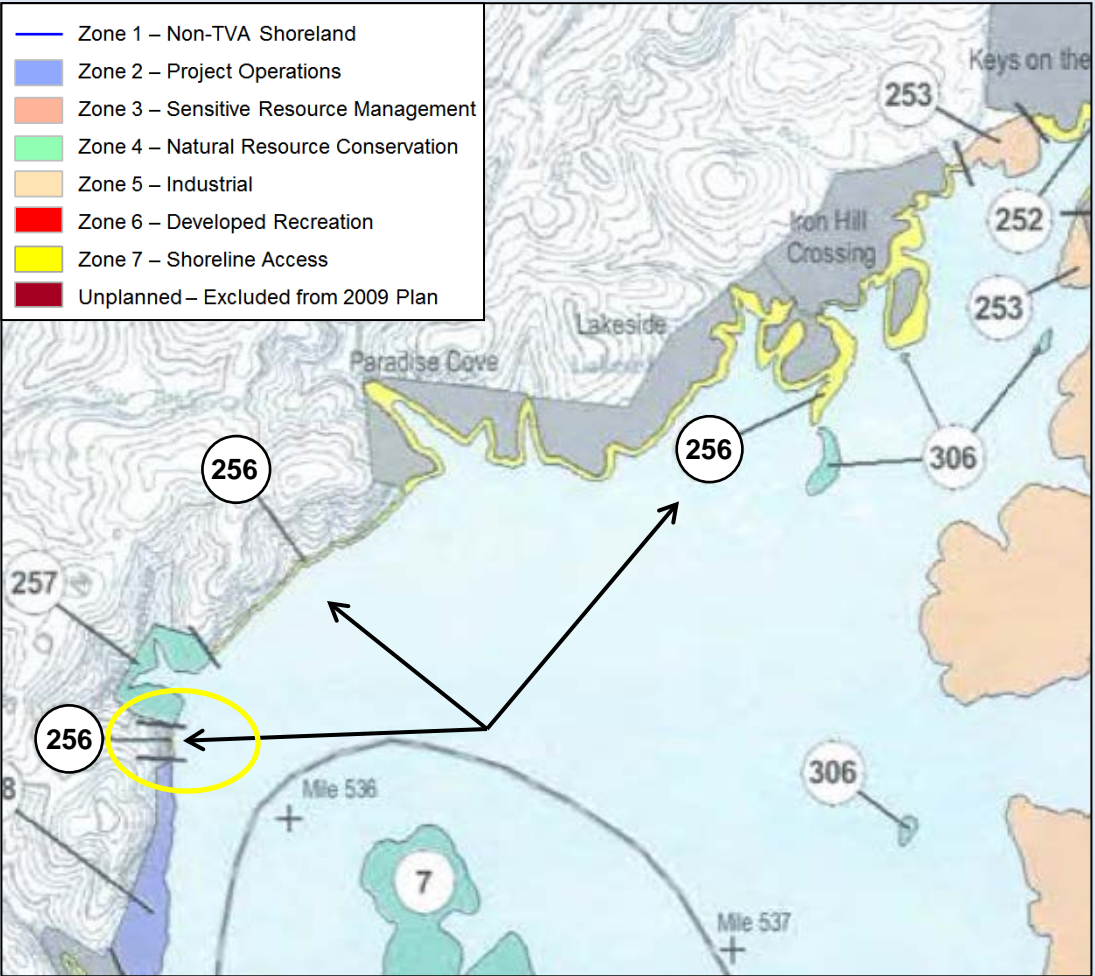 Zone 1 – Non-TVA Shoreland
Zone 2 – Project Operations
Zone 3 – Sensitive Resource Management
Zone 4 – Natural Resource Conservation
Zone 5 – Industrial
Zone 6 – Developed Recreation
Zone 7 – Shoreline Access
Unplanned – Excluded from 2009 Plan
Keys on the
253
252
Iron Hill
Crossing
253
Lakeside
Paradise Cove
256
256
306
257
256
306
8
Mile 536
7
Mile 537